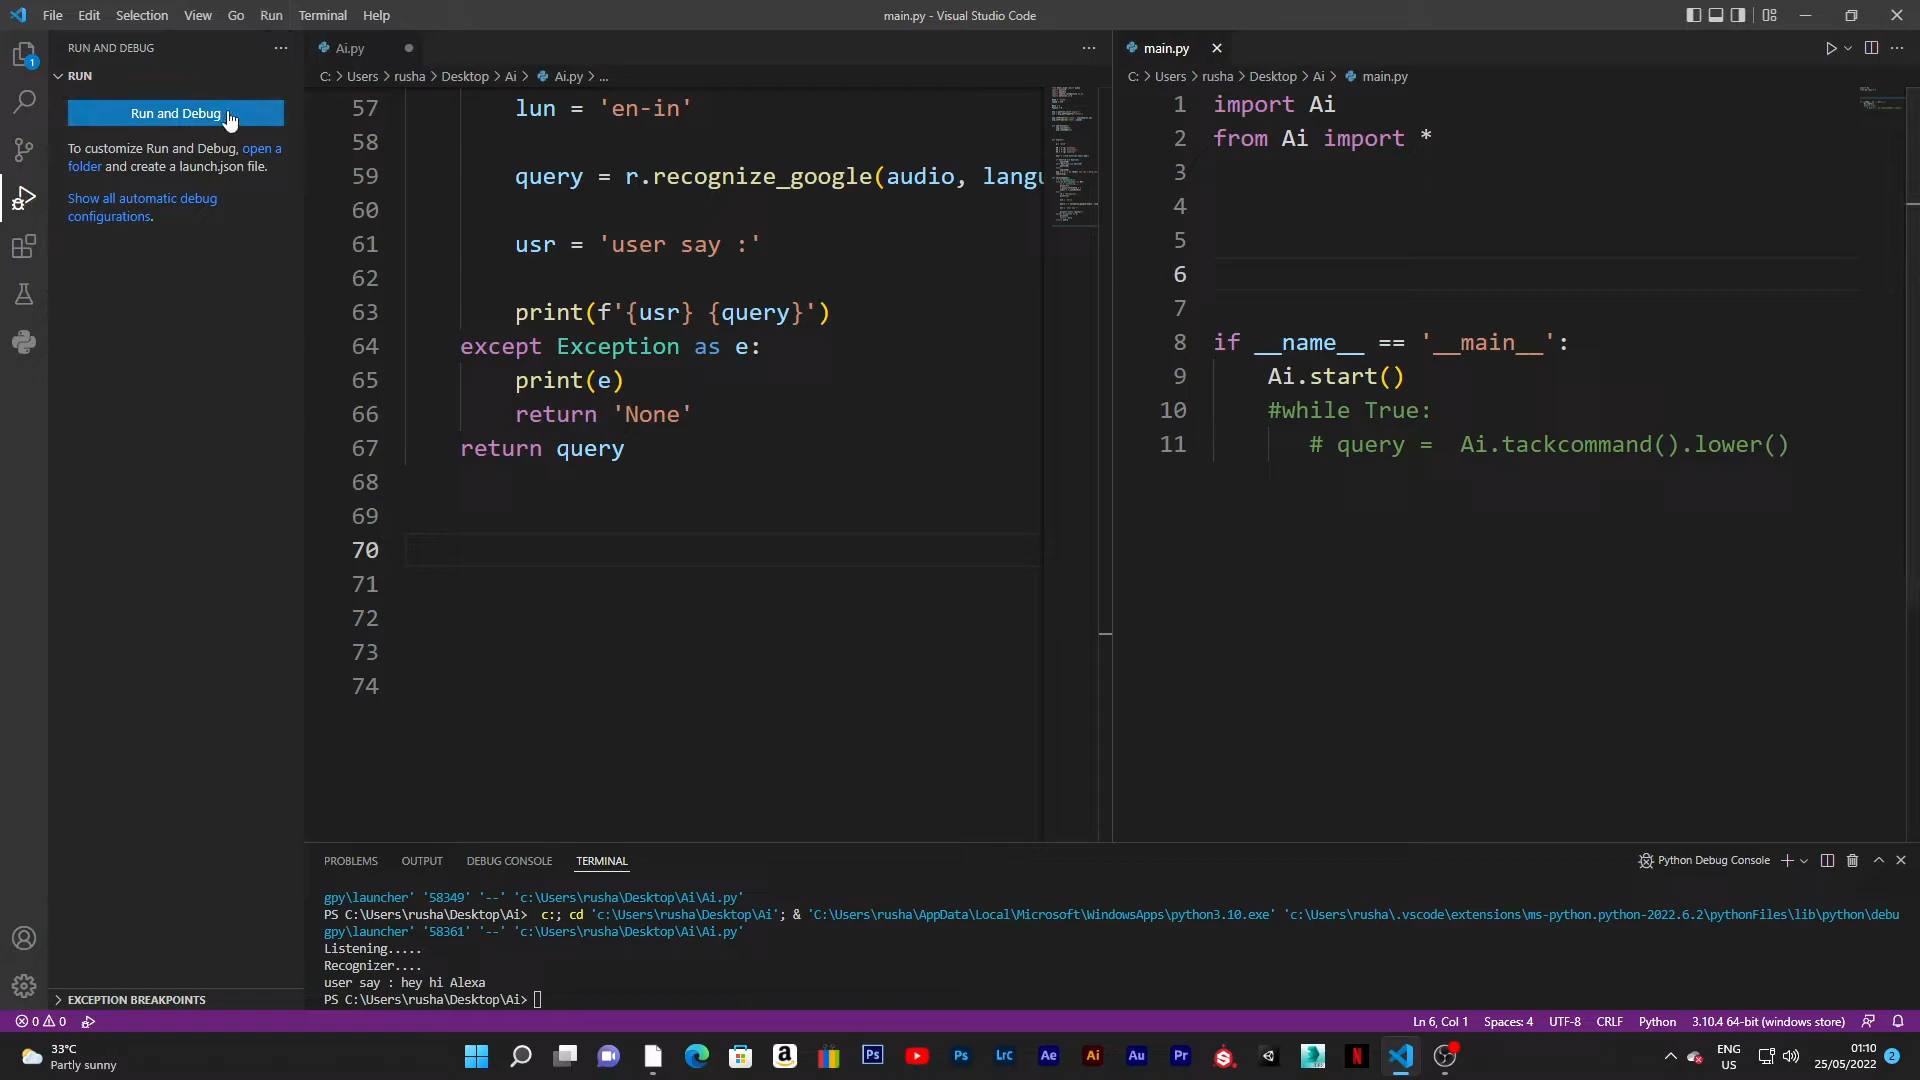 File Edit Selection View Go Run Terminal Help
main.py - Visual Studio Code
RUN AND DEBUG
RUN
Run and Debug
To customize Run and Debug, open a
folder and create a launch.json file.
Show all automatic debug
configurations.
EXCEPTION BREAKPOINTS
Ai.py
C: > Users > rusha > Desktop > Ai > Ai.py > ...
57 lun = 'en-in'
58
59 query = r.recognize_google(audio, langu
60
61 usr = 'user say :'
62
63 print(f'{usr} {query}')
64 except Exception as e:
65 print(e)
66 return 'None'
67 return query
68
69
70
71
72
73
74
main.py
C: > Users > rusha > Desktop > Ai > main.py
1 import Ai
2 from Ai import *
3
4
5
6
7
8 if __name__ == '__main__':
9 Ai.start()
10 #while True:
11 # query =  Ai.tackcommand().lower()
PROBLEMS OUTPUT DEBUG CONSOLE TERMINAL
Python Debug Console
gpy\launcher' '58349' '--' 'c:\Users\rusha\Desktop\Ai\Ai.py'
PS C:\Users\rusha\Desktop\Ai>  c:; cd 'c:\Users\rusha\Desktop\Ai'; & 'C:\Users\rusha\AppData\Local\Microsoft\WindowsApps\python3.10.exe' 'c:\Users\rusha\.vscode\extensions\ms-python.python-2022.6.2\pythonFiles\lib\python\debu
gpy\launcher' '58361' '--' 'c:\Users\rusha\Desktop\Ai\Ai.py'
Listening.....
Recognizer....
user say : hey hi Alexa
PS C:\Users\rusha\Desktop\Ai>
0 0
Ln 6, Col 1 Spaces: 4 UTF-8 CRLF Python 3.10.4 64-bit (windows store)
33°C
Partly sunny
Ps Ps Lrc Ae Ai Au Pr
ENG
US
01:10
25/05/2022
2